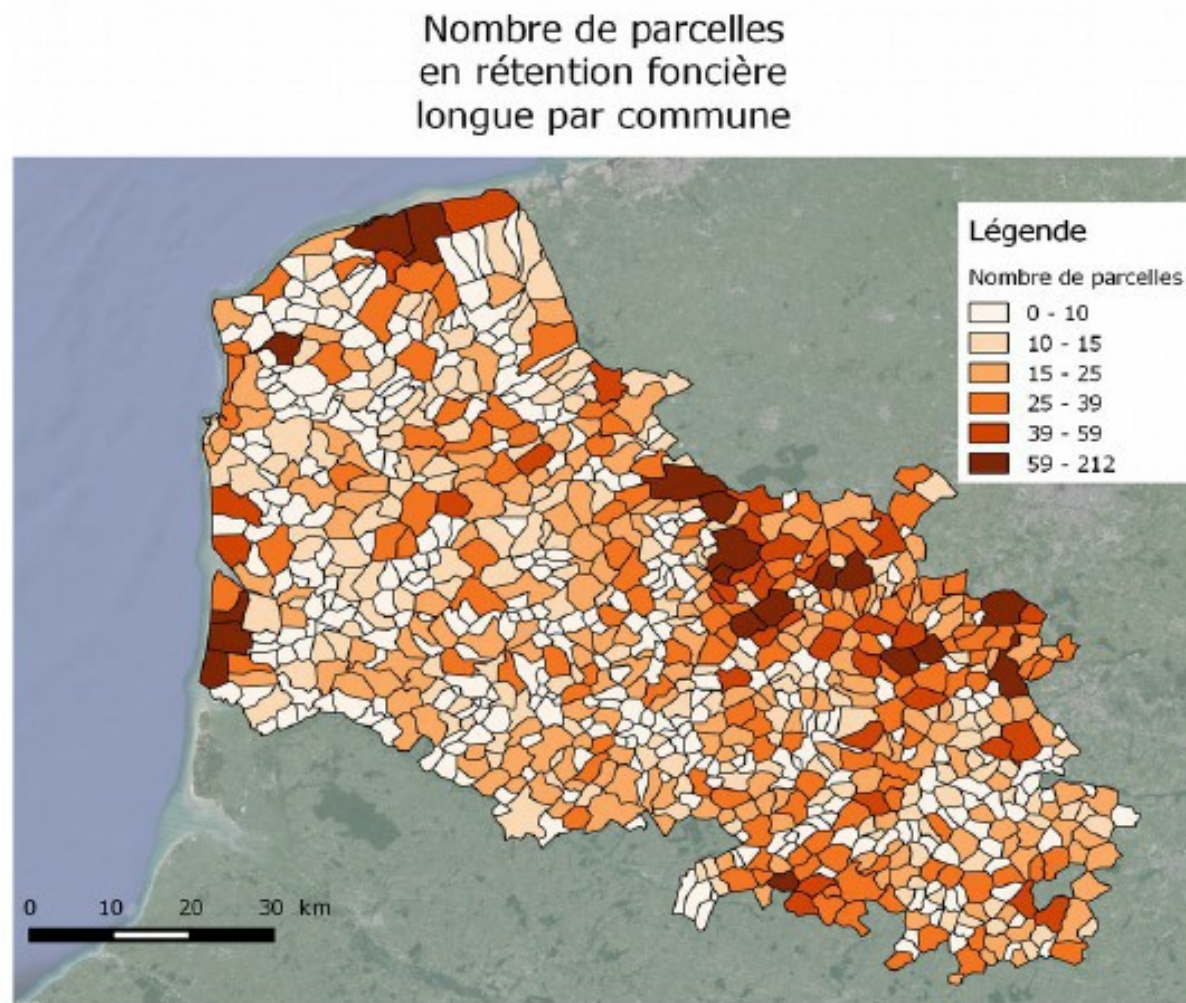 Nombre de parcelles
en rétention foncière
longue par commune
Légende
Nombre de parcelles
0 - 10
10 - 15
15 - 25
25 - 39
39 - 59
59 - 212
0 10 20 30 km